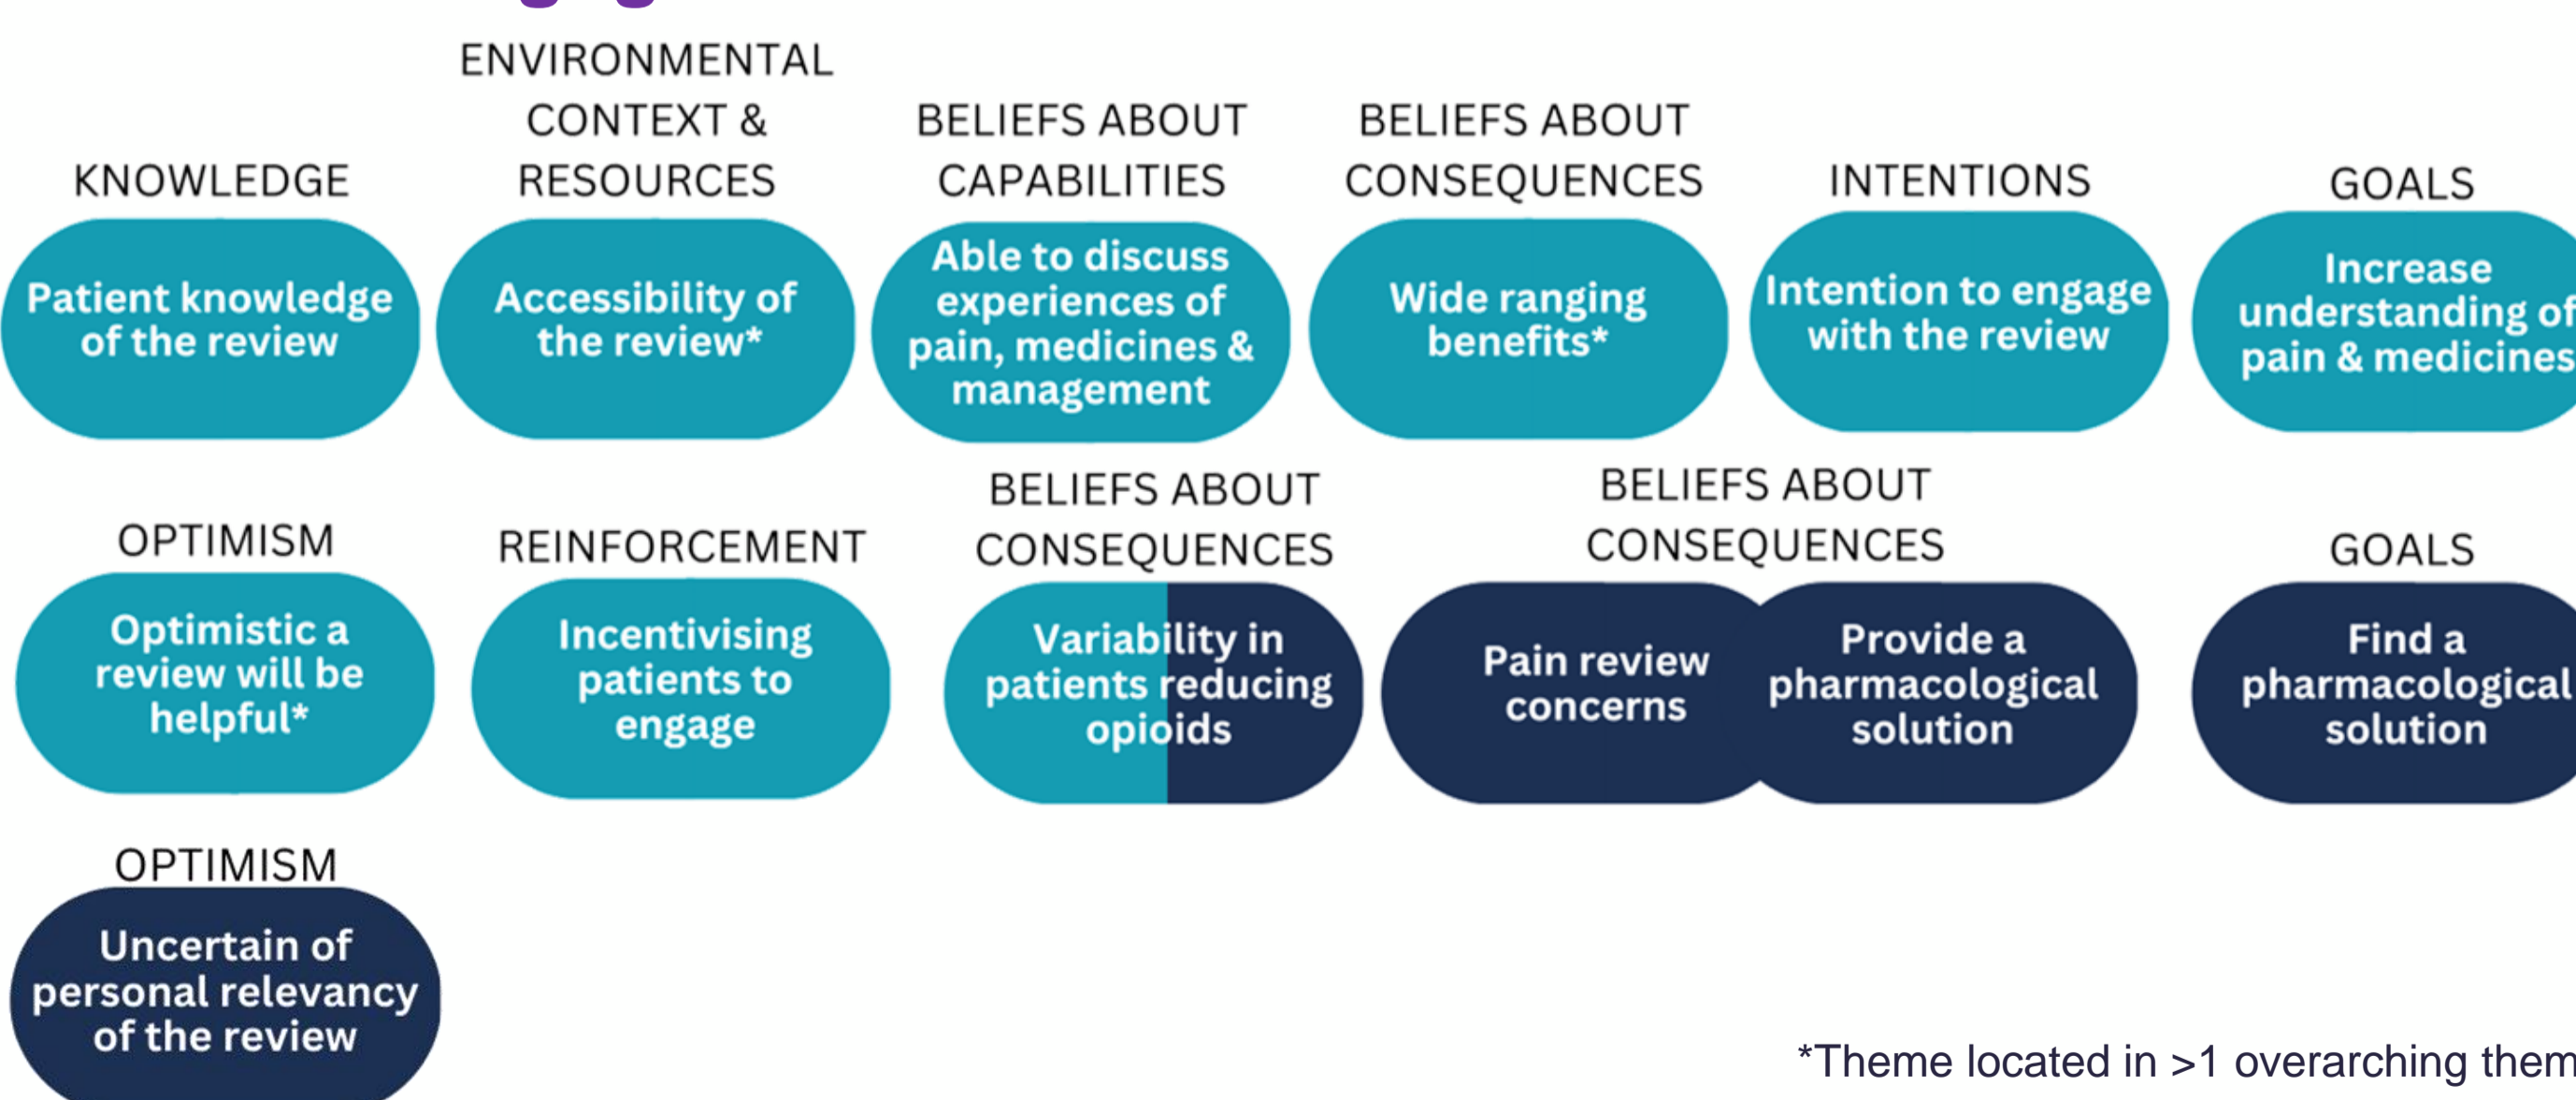 ENVIRONMENTAL
CONTEXT &
RESOURCES
KNOWLEDGE
BELIEFS ABOUT
CAPABILITIES
BELIEFS ABOUT
CONSEQUENCES
INTENTIONS
GOALS
Patient knowledge
of the review
Accessibility of
the review*
Able to discuss
experiences of
pain, medicines &
management
Wide ranging
benefits*
Intention to engage
with the review
Increase
understanding of
pain & medicines
OPTIMISM
REINFORCEMENT
BELIEFS ABOUT
CONSEQUENCES
BELIEFS ABOUT
CONSEQUENCES
GOALS
Optimistic a
review will be
helpful*
Incentivising
patients to
engage
Variability in
patients reducing
opioids
Pain review
concerns
Provide a
pharmacological
solution
Find a
pharmacological
solution
OPTIMISM
Uncertain of
personal relevancy
of the review
*Theme located in >1 overarching them